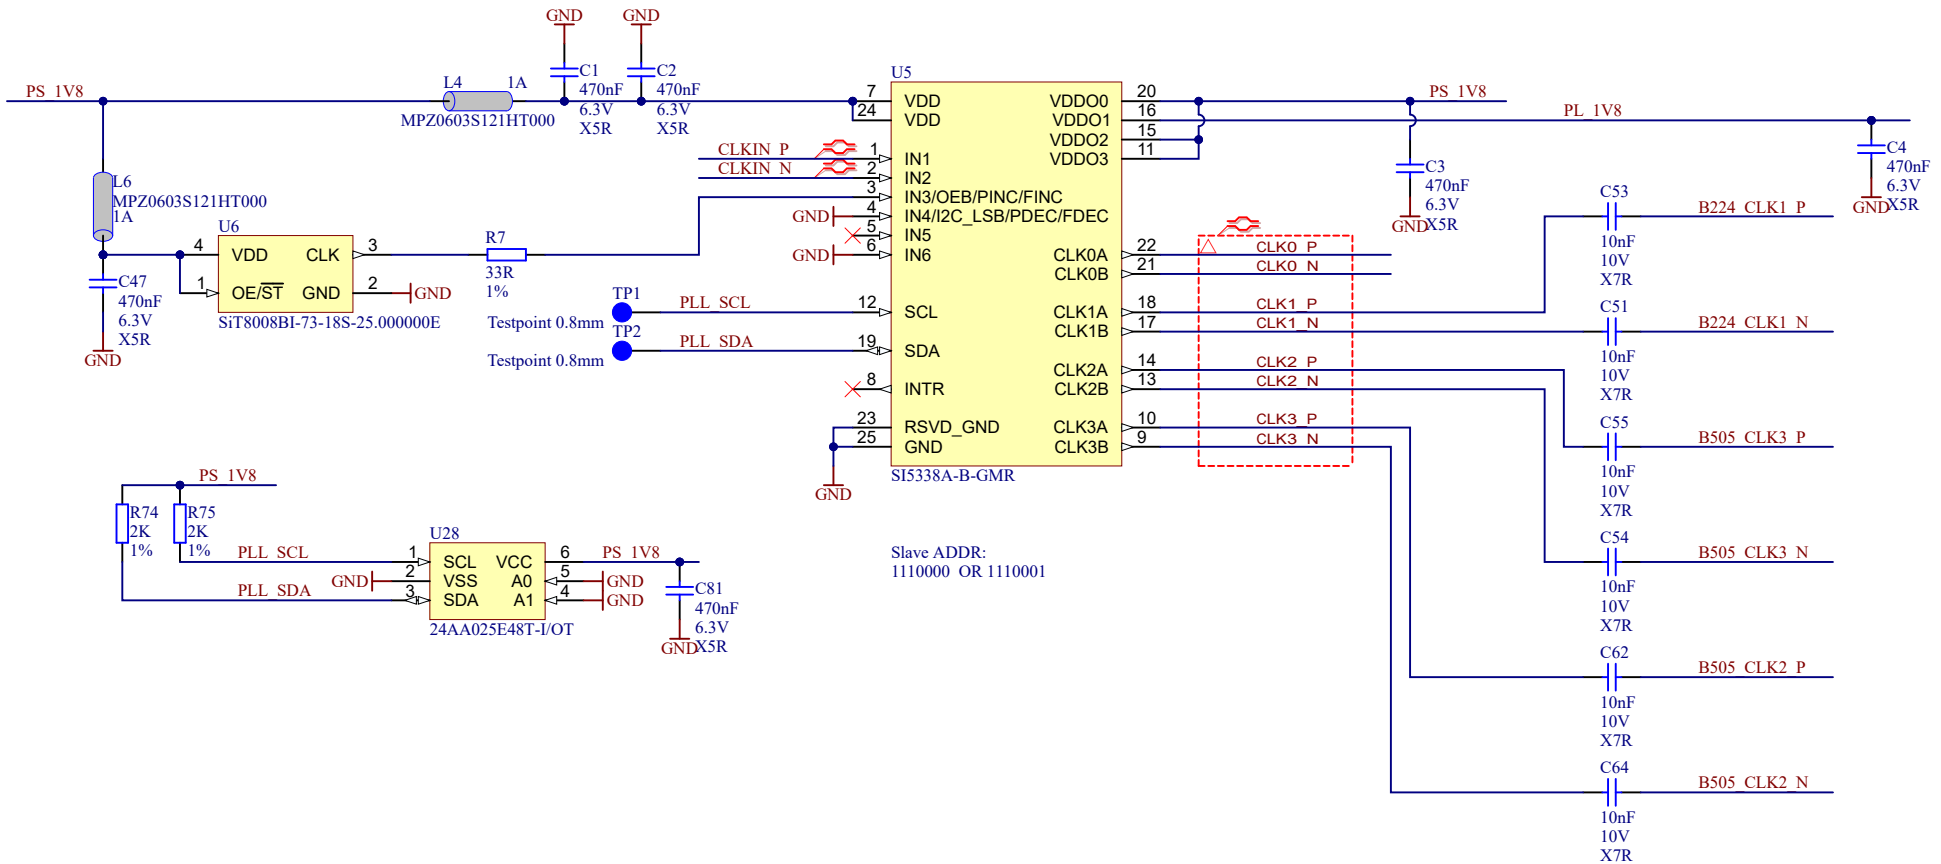 GND
GND
PS_1V8
L4 1A
MPZ0603S121HT000
C1
470nF
6.3V
X5R
C2
470nF
6.3V
X5R
L6
MPZ0603S121HT000
1A
U6
4 VDD CLK 3
1 OE/ST GND 2 GND
SiT8008BI-73-18S-25.000000E
C47
470nF
6.3V
X5R
GND
R7
33R
1%
CLKIN_P
CLKIN_N
GND
GND
TP1
PLL_SCL
Testpoint 0.8mm
TP2
PLL_SDA
Testpoint 0.8mm
U5
7 VDD VDDO0 20
24 VDD VDDO1 16
VDDO2 15
1 IN1 VDDO3 11
2 IN2
3 IN3/OEB/PINC/FINC
4 IN4/I2C_LSB/PDEC/FDEC
5 IN5
6 IN6 CLK0A 22
CLK0B 21
12 SCL CLK1A 18
CLK1B 17
19 SDA
CLK2A 14
8 INTR CLK2B 13
23 RSVD_GND CLK3A 10
25 GND CLK3B 9
SI5338A-B-GMR
GND
PS_1V8
PL_1V8
C3
470nF
6.3V
X5R
GND
C4
470nF
6.3V
X5R
GND
CLK0_P
CLK0_N
CLK1_P
CLK1_N
CLK2_P
CLK2_N
CLK3_P
CLK3_N
C53
B224_CLK1_P
10nF
10V
X7R
C51
B224_CLK1_N
10nF
10V
X7R
C55
B505_CLK3_P
10nF
10V
X7R
C54
B505_CLK3_N
10nF
10V
X7R
C62
B505_CLK2_P
10nF
10V
X7R
C64
B505_CLK2_N
10nF
10V
X7R
PS_1V8
R74
2K
1%
R75
2K
1%
PLL_SCL
GND
PLL_SDA
U28
1 SCL VCC 6
2 VSS A0 5
3 SDA A1 4
24AA025E48T-I/OT
PS_1V8
GND
GND
C81
470nF
6.3V
X5R
GND
Slave ADDR:
1110000 OR 1110001